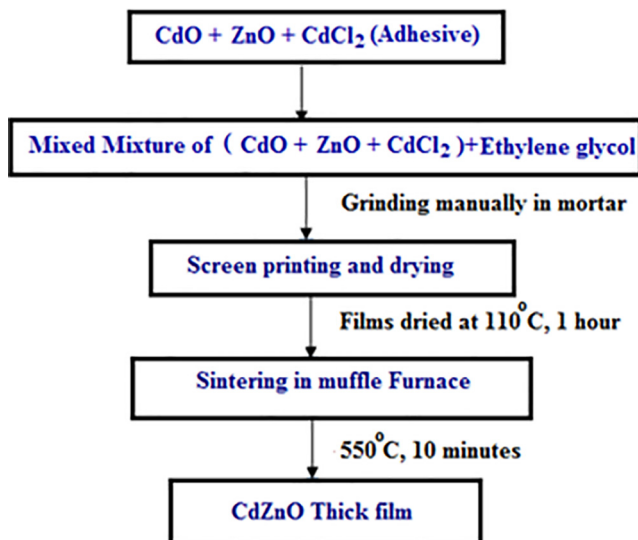 CdO + ZnO + CdCl₂ (Adhesive)
Mixed Mixture of ( CdO + ZnO + CdCl₂ )+Ethylene glycol
Grinding manually in mortar
Screen printing and drying
Films dried at 110°C, 1 hour
Sintering in muffle Furnace
550°C, 10 minutes
CdZnO Thick film